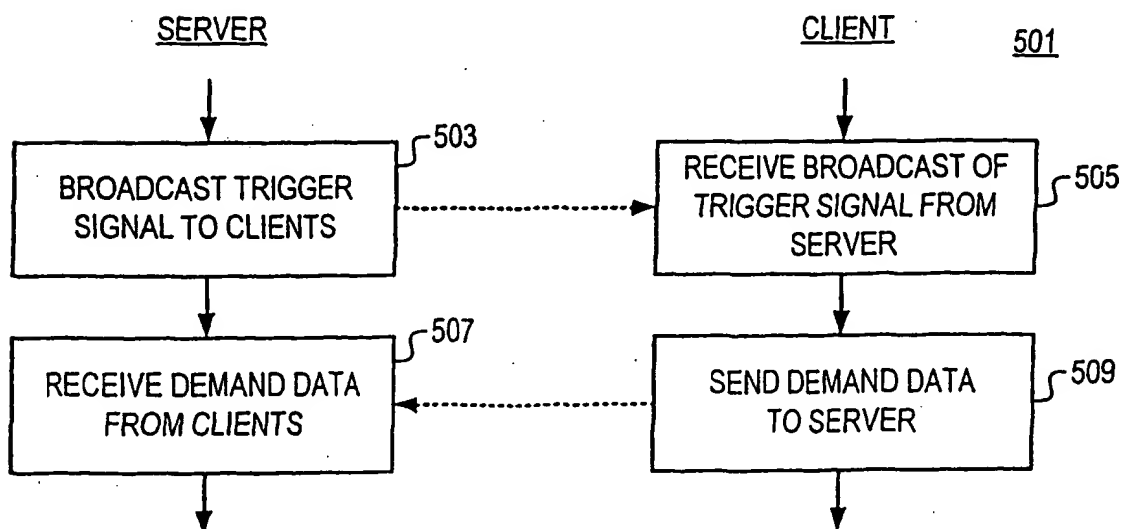 SERVER
CLIENT
501
503
BROADCAST TRIGGER
SIGNAL TO CLIENTS
RECEIVE BROADCAST OF
TRIGGER SIGNAL FROM
SERVER
505
507
RECEIVE DEMAND DATA
FROM CLIENTS
SEND DEMAND DATA
TO SERVER
509